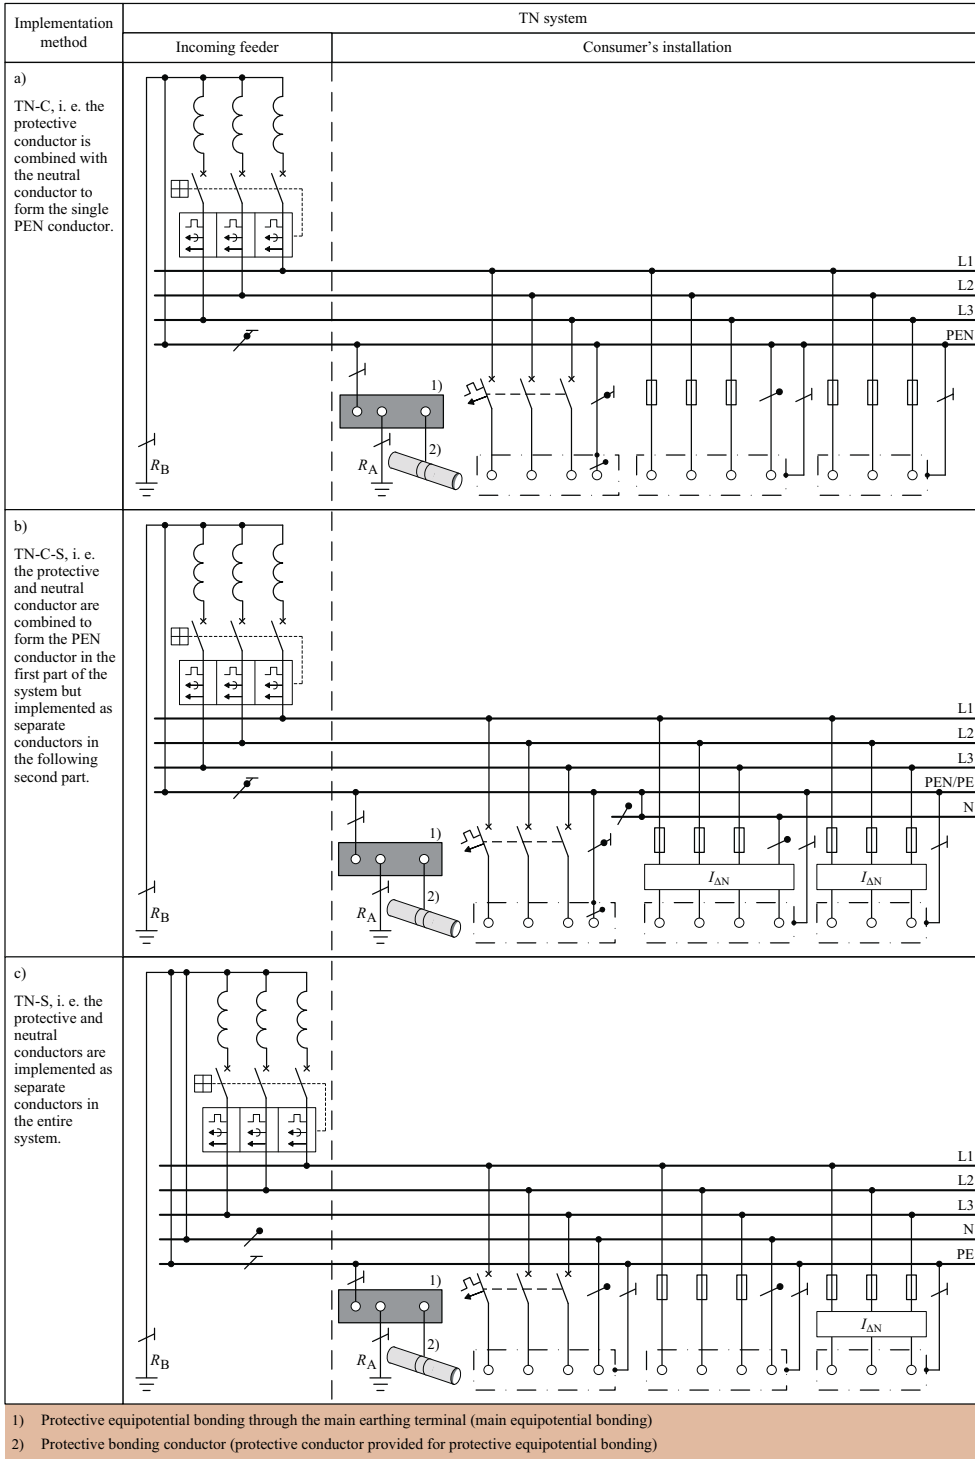 Implementation
method
TN system
Incoming feeder
Consumer’s installation
a)
TN-C, i. e. the
protective
conductor is
combined with
the neutral
conductor to
form the single
PEN conductor.
L1
L2
L3
PEN
1)
2)
RB
RA
b)
TN-C-S, i. e.
the protective
and neutral
conductor are
combined to
form the PEN
conductor in the
first part of the
system but
implemented as
separate
conductors in
the following
second part.
L1
L2
L3
PEN/PE
N
1)
2)
IΔN
IΔN
RB
RA
c)
TN-S, i. e. the
protective and
neutral
conductors are
implemented as
separate
conductors in
the entire
system.
L1
L2
L3
N
PE
1)
2)
IΔN
RB
RA
1) Protective equipotential bonding through the main earthing terminal (main equipotential bonding)
2) Protective bonding conductor (protective conductor provided for protective equipotential bonding)